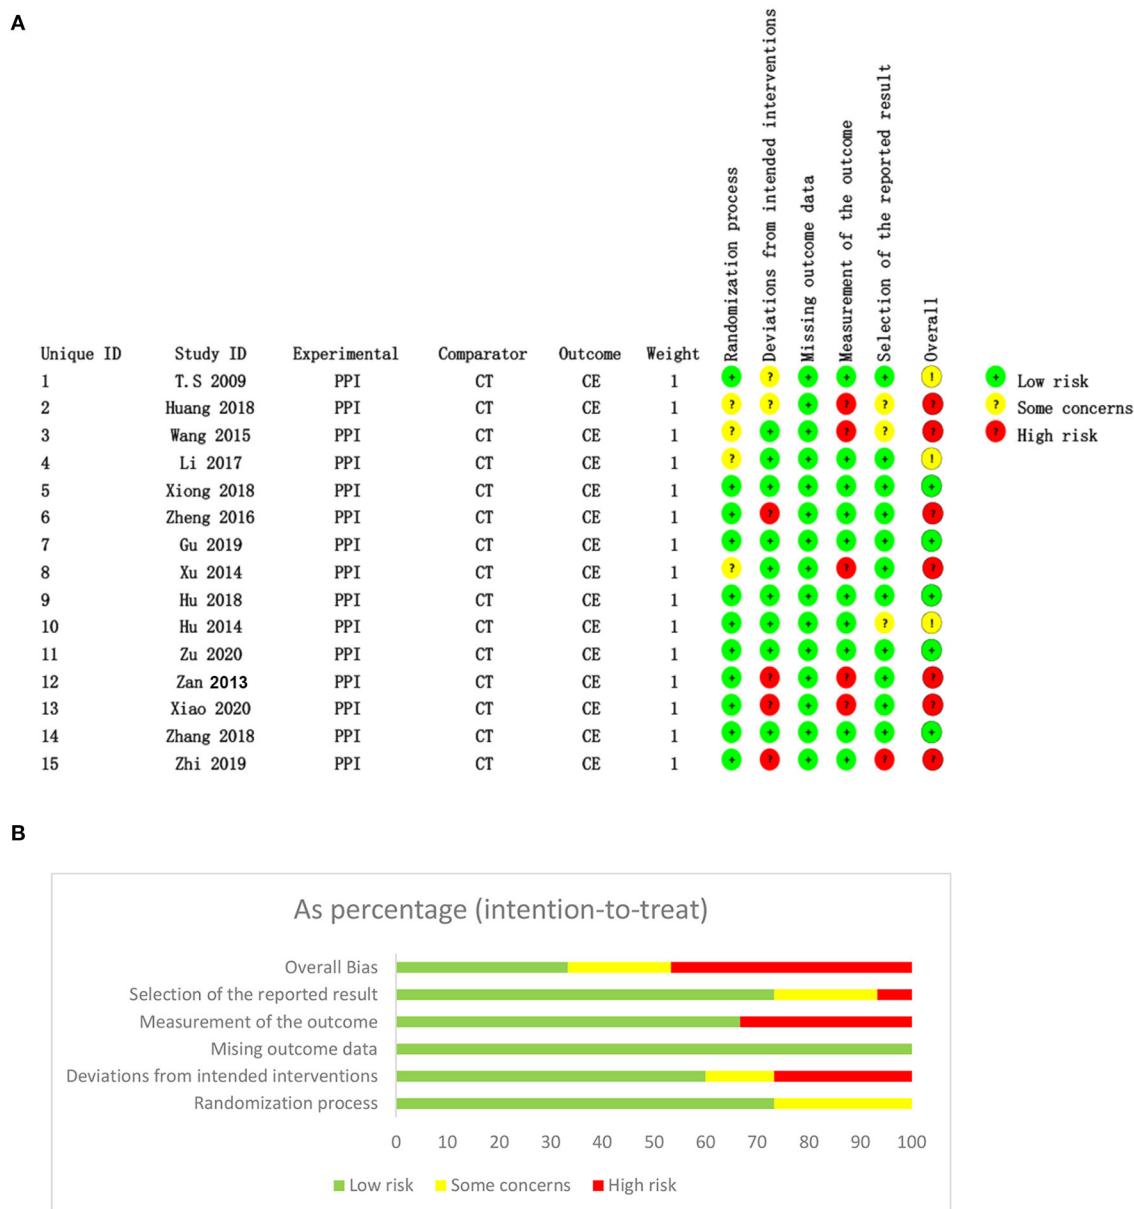 A
Randomization process
Deviations from intended interventions
Missing outcome data
Measurement of the outcome
Selection of the reported result
Overall
Unique ID Study ID Experimental Comparator Outcome Weight
1 T.S 2009 PPI CT CE 1 + ? + + + !
2 Huang 2018 PPI CT CE 1 ? ? + ? ? ?
3 Wang 2015 PPI CT CE 1 ? + + ? ? ?
4 Li 2017 PPI CT CE 1 ? + + + + !
5 Xiong 2018 PPI CT CE 1 + + + + + +
6 Zheng 2016 PPI CT CE 1 + ? + + + ?
7 Gu 2019 PPI CT CE 1 + + + + + +
8 Xu 2014 PPI CT CE 1 ? + + ? + ?
9 Hu 2018 PPI CT CE 1 + + + + + +
10 Hu 2014 PPI CT CE 1 + + + + ? !
11 Zu 2020 PPI CT CE 1 + + + + + +
12 Zan 2013 PPI CT CE 1 + ? + ? + ?
13 Xiao 2020 PPI CT CE 1 + ? + ? + ?
14 Zhang 2018 PPI CT CE 1 + + + + + +
15 Zhi 2019 PPI CT CE 1 + ? + + ? ?
+ Low risk
? Some concerns
? High risk
B
As percentage (intention-to-treat)
Overall Bias
Selection of the reported result
Measurement of the outcome
Mising outcome data
Deviations from intended interventions
Randomization process
0 10 20 30 40 50 60 70 80 90 100
Low risk Some concerns High risk